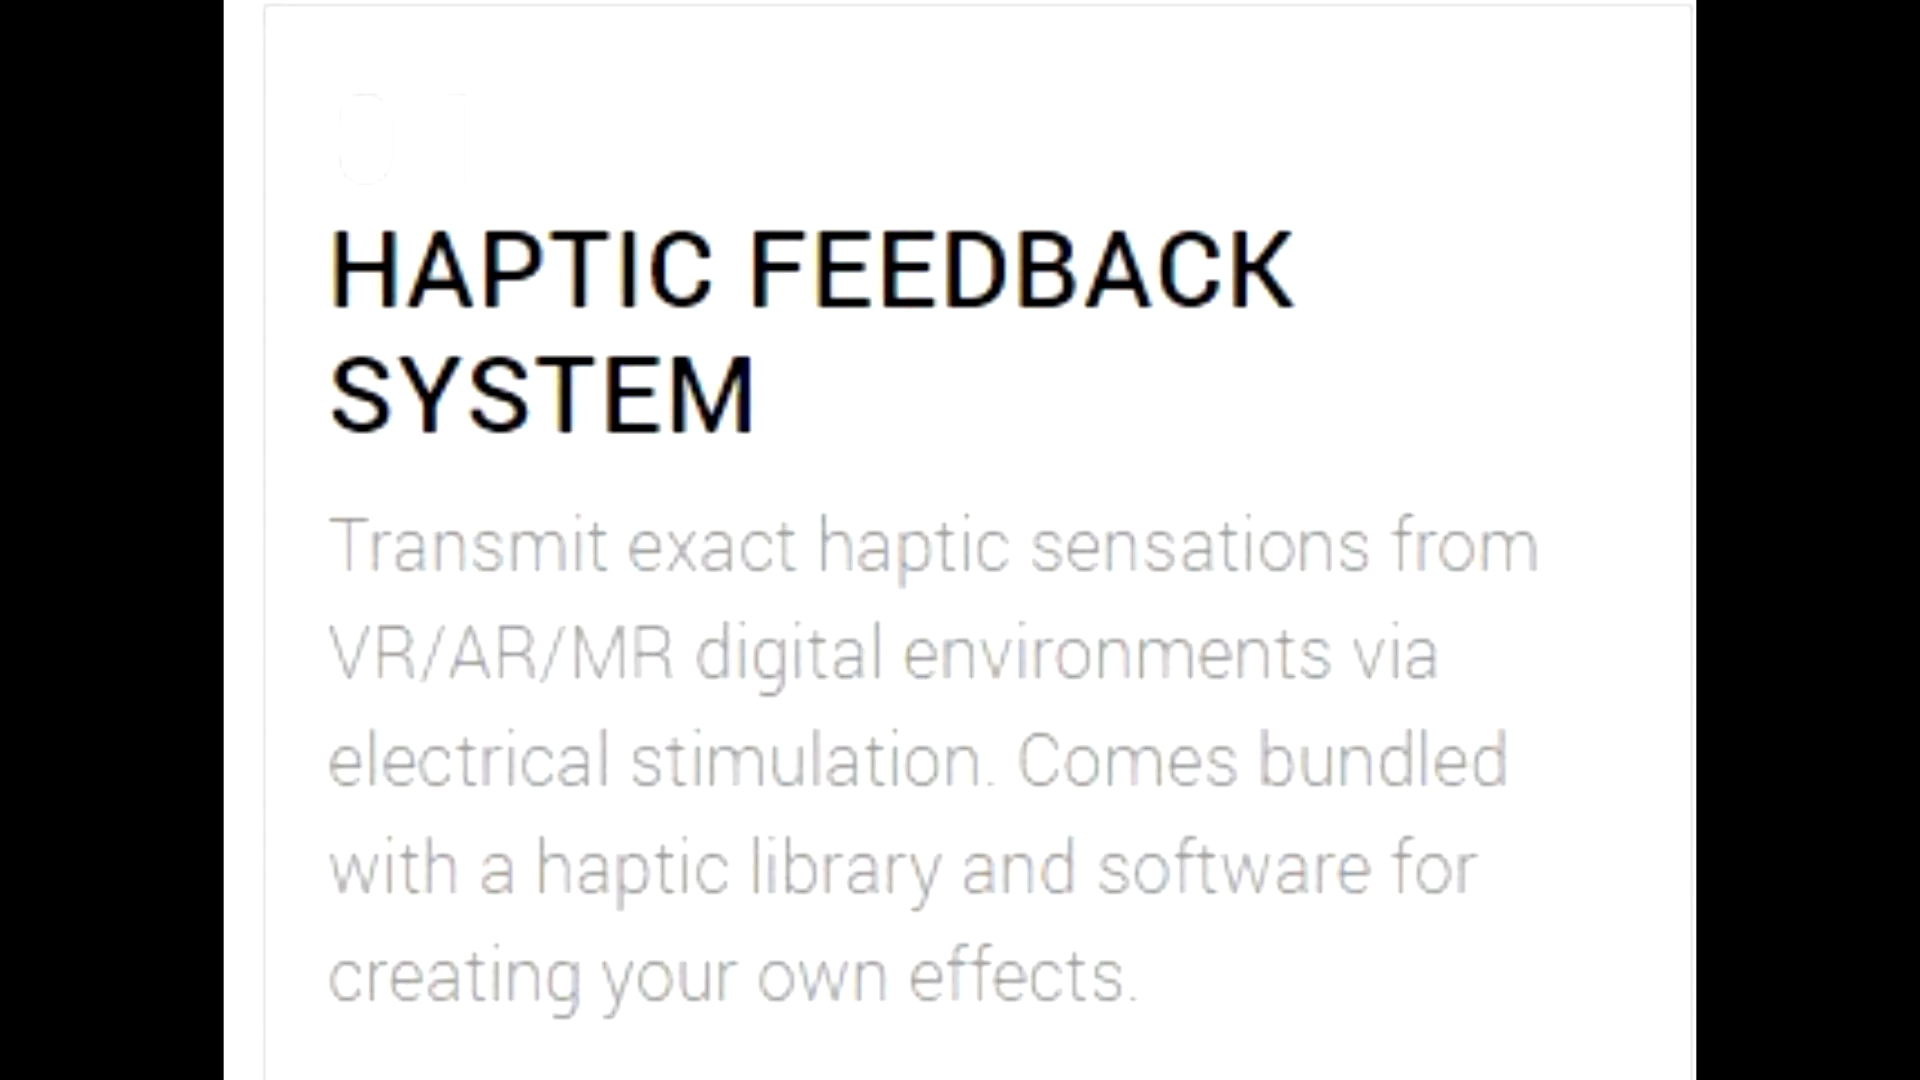 01
HAPTIC FEEDBACK
SYSTEM
Transmit exact haptic sensations from
VR/AR/MR digital environments via
electrical stimulation. Comes bundled
with a haptic library and software for
creating your own effects.